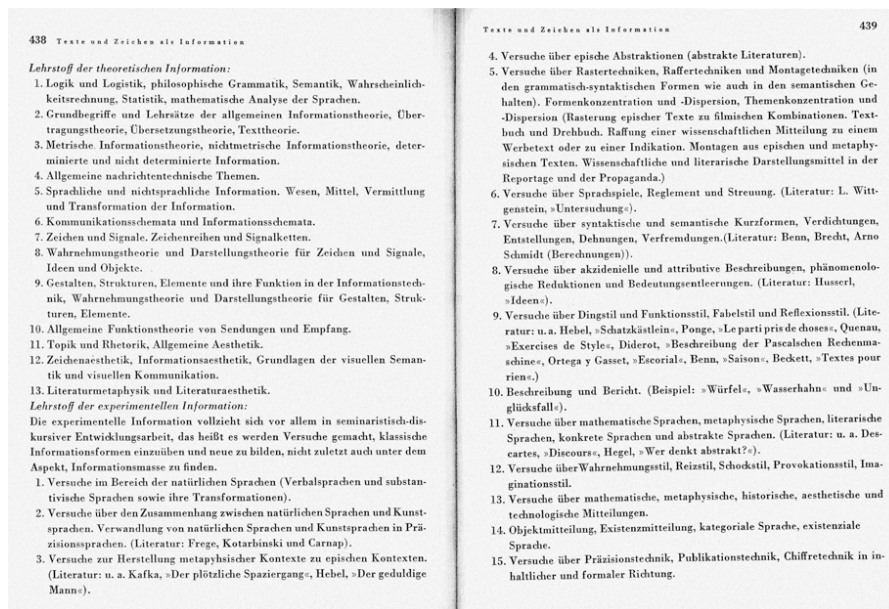 438 Texte und Zeichen als Information
Lehrstoff der theoretischen Information:
1. Logik und Logistik, philosophische Grammatik, Semantik, Wahrscheinlich-
keitsrechnung, Statistik, mathematische Analyse der Sprachen.
2. Grundbegriffe und Lehrsätze der allgemeinen Informationstheorie, Über-
tragungstheorie, Übersetzungstheorie, Texttheorie.
3. Metrische Informationstheorie, nichtmetrische Informationstheorie, deter-
minierte und nicht determinierte Information.
4. Allgemeine nachrichtentechnische Themen.
5. Sprachliche und nichtsprachliche Information. Wesen, Mittel, Vermittlung
und Transformation der Information.
6. Kommunikationsschemata und Informationsschemata.
7. Zeichen und Signale. Zeichenreihen und Signalketten.
8. Wahrnehmungstheorie und Darstellungstheorie für Zeichen und Signale,
Ideen und Objekte.
9. Gestalten, Strukturen, Elemente und ihre Funktion in der Informationstech-
nik, Wahrnehmungstheorie und Darstellungstheorie für Gestalten, Struk-
turen, Elemente.
10. Allgemeine Funktionstheorie von Sendungen und Empfang.
11. Topik und Rhetorik, Allgemeine Aesthetik.
12. Zeichenaesthetik, Informationsaesthetik, Grundlagen der visuellen Seman-
tik und visuellen Kommunikation.
13. Literaturmetaphysik und Literaturaesthetik.
Lehrstoff der experimentellen Information:
Die experimentelle Information vollzieht sich vor allem in seminaristisch-dis-
kursiver Entwicklungsarbeit, das heißt es werden Versuche gemacht, klassische
Informationsformen einzuüben und neue zu bilden, nicht zuletzt auch unter dem
Aspekt, Informationsmasse zu finden.
1. Versuche im Bereich der natürlichen Sprachen (Verbalsprachen und substan-
tivische Sprachen sowie ihre Transformationen).
2. Versuche über den Zusammenhang zwischen natürlichen Sprachen und Kunst-
sprachen. Verwandlung von natürlichen Sprachen und Kunstsprachen in Prä-
zisionssprachen. (Literatur: Frege, Kotarbinski und Carnap).
3. Versuche zur Herstellung metapyhsischer Kontexte zu epischen Kontexten.
(Literatur: u. a. Kafka, »Der plötzliche Spaziergang«, Hebel, »Der geduldige
Mann«).
Texte und Zeichen als Information 439
4. Versuche über epische Abstraktionen (abstrakte Literaturen).
5. Versuche über Rastertechniken, Raffertechniken und Montagetechniken (in
den grammatisch-syntaktischen Formen wie auch in den semantischen Ge-
halten). Formenkonzentration und -Dispersion, Themenkonzentration und
-Dispersion (Rasterung epischer Texte zu filmischen Kombinationen. Text-
buch und Drehbuch. Raffung einer wissenschaftlichen Mitteilung zu einem
Werbetext oder zu einer Indikation. Montagen aus epischen und metaphy-
sischen Texten. Wissenschaftliche und literarische Darstellungsmittel in der
Reportage und der Propaganda.)
6. Versuche über Sprachspiele, Reglement und Streuung. (Literatur: L. Witt-
genstein, »Untersuchung«).
7. Versuche über syntaktische und semantische Kurzformen, Verdichtungen,
Entstellungen, Dehnungen, Verfremdungen.(Literatur: Benn, Brecht, Arno
Schmidt (Berechnungen)).
8. Versuche über akzidenielle und attributive Beschreibungen, phänomenolo-
gische Reduktionen und Bedeutungsentleerungen. (Literatur: Husserl,
»Ideen«).
9. Versuche über Dingstil und Funktionsstil, Fabelstil und Reflexionsstil. (Lite-
ratur: u. a. Hebel, »Schatzkästlein«, Ponge, »Le parti pris de choses«, Quenau,
»Exercises de Style«, Diderot, »Beschreibung der Pascalschen Rechenma-
schine«, Ortega y Gasset, »Escorial«, Benn, »Saison«, Beckett, »Textes pour
rien«.)
10. Beschreibung und Bericht. (Beispiel: »Würfel«, »Wasserhahn« und »Un-
glücksfall«).
11. Versuche über mathematische Sprachen, metaphysische Sprachen, literarische
Sprachen, konkrete Sprachen und abstrakte Sprachen. (Literatur: u. a. Des-
cartes, »Discours«, Hegel, »Wer denkt abstrakt?«).
12. Versuche über Wahrnehmungsstil, Reizstil, Schockstil, Provokationsstil, Ima-
ginationsstil.
13. Versuche über mathematische, metaphysische, historische, aesthetische und
technologische Mitteilungen.
14. Objektmitteilung, Existenzmitteilung, kategoriale Sprache, existenziale
Sprache.
15. Versuche über Präzisionstechnik, Publikationstechnik, Chiffretechnik in in-
haltlicher und formaler Richtung.